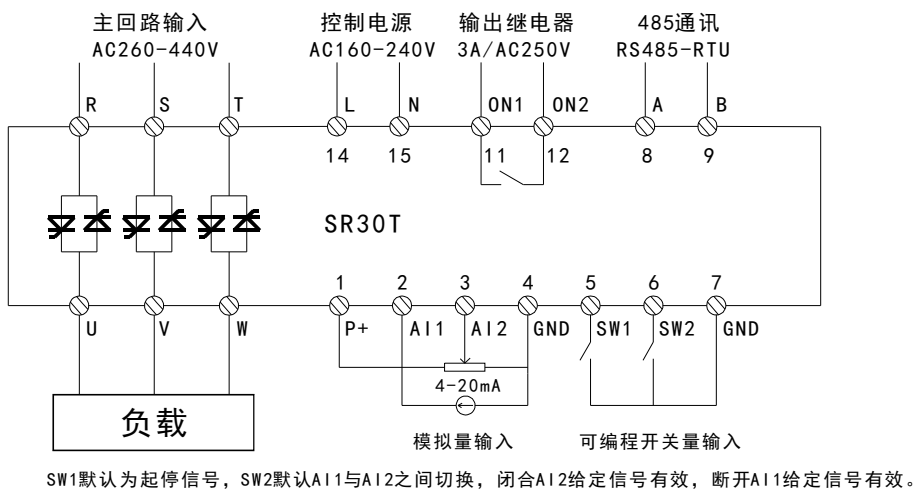 主回路输入 控制电源 输出继电器 485通讯
AC260-440V AC160-240V 3A/AC250V RS485-RTU
R S T L N ON1 ON2 A B
14 15 11 12 8 9
SR30T
1 2 3 4 5 6 7
U V W P+ AI1 AI2 GND SW1 SW2 GND
4-20mA
负载
模拟量输入 可编程开关量输入
SW1默认为起停信号，SW2默认AI1与AI2之间切换，闭合AI2给定信号有效，断开AI1给定信号有效。